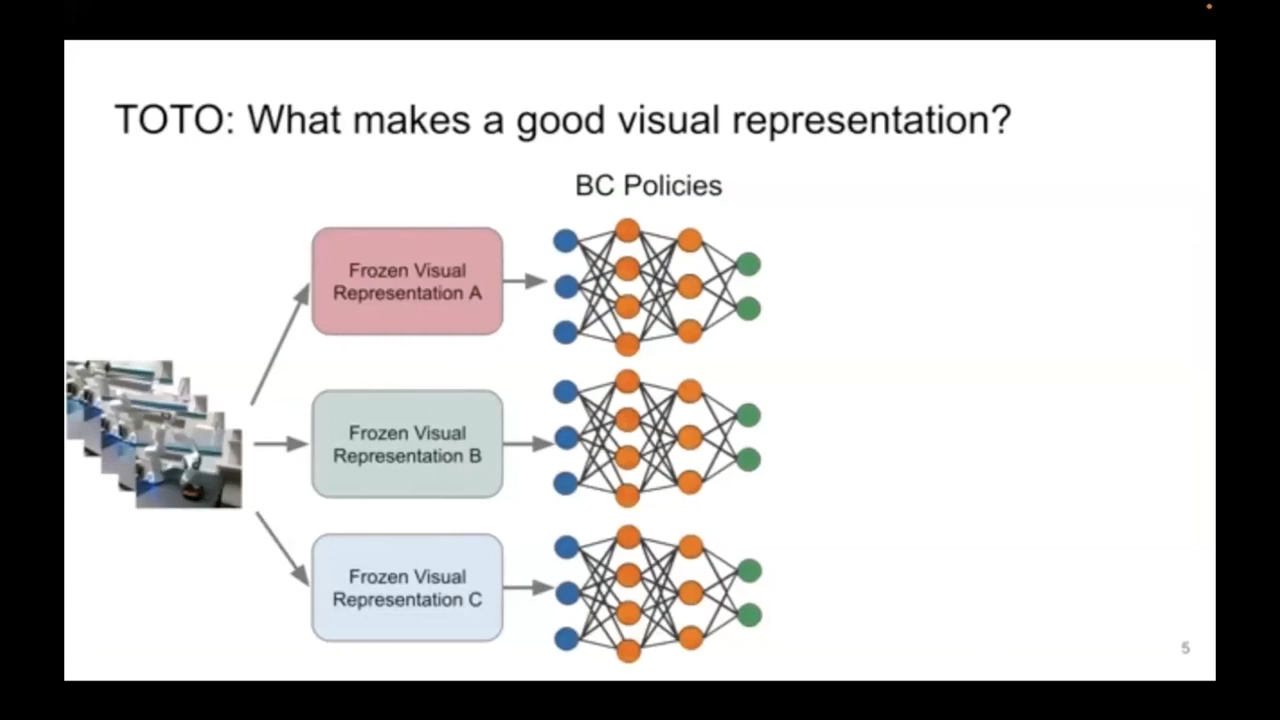 TOTO: What makes a good visual representation?
BC Policies
Frozen Visual
Representation A
Frozen Visual
Representation B
Frozen Visual
Representation C
5